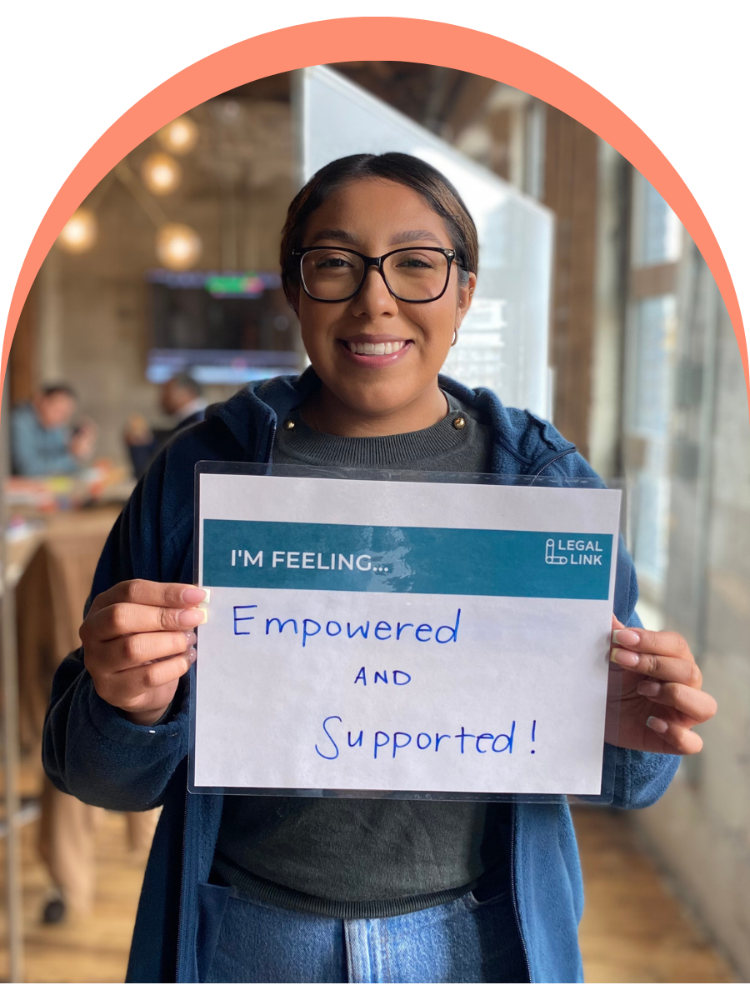 I'M FEELING...
LEGAL
LINK
Empowered
AND
Supported!